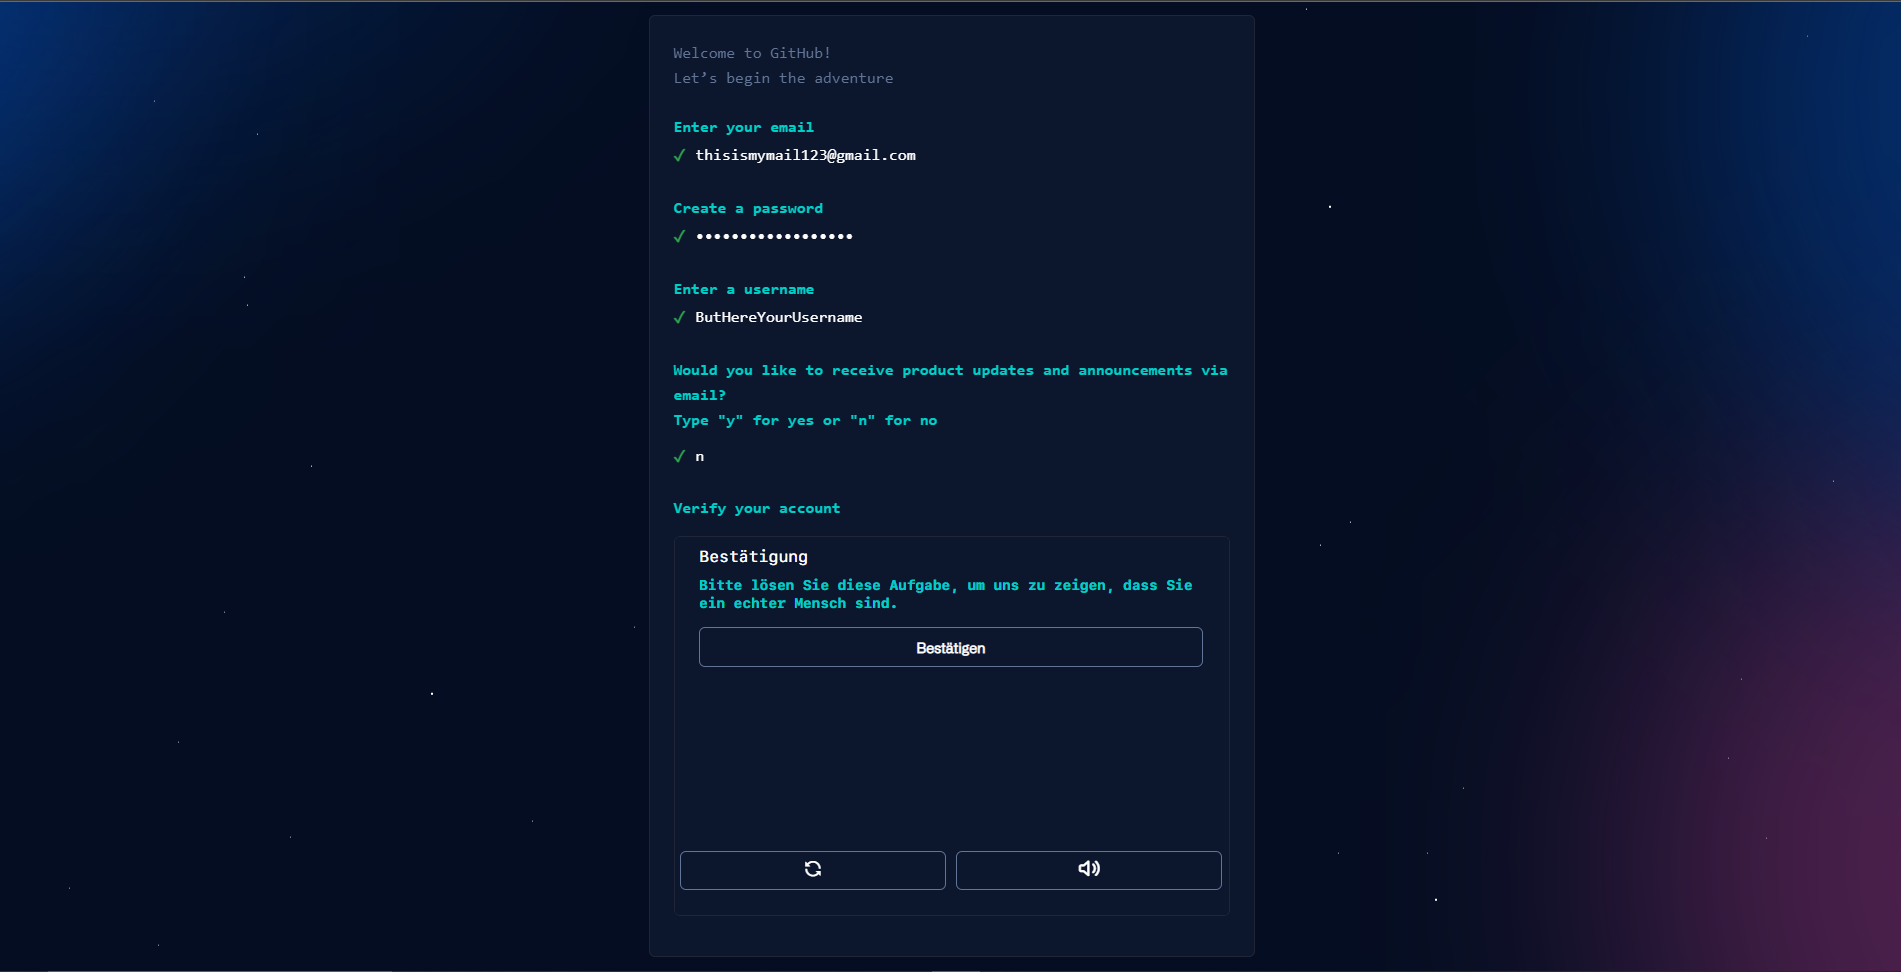 Welcome to GitHub!
Let’s begin the adventure
Enter your email
✓ thisismymail123@gmail.com
Create a password
✓ ••••••••••••••••••
Enter a username
✓ ButHereYourUsername
Would you like to receive product updates and announcements via
email?
Type "y" for yes or "n" for no
✓ n
Verify your account
Bestätigung
Bitte lösen Sie diese Aufgabe, um uns zu zeigen, dass Sie
ein echter Mensch sind.
Bestätigen